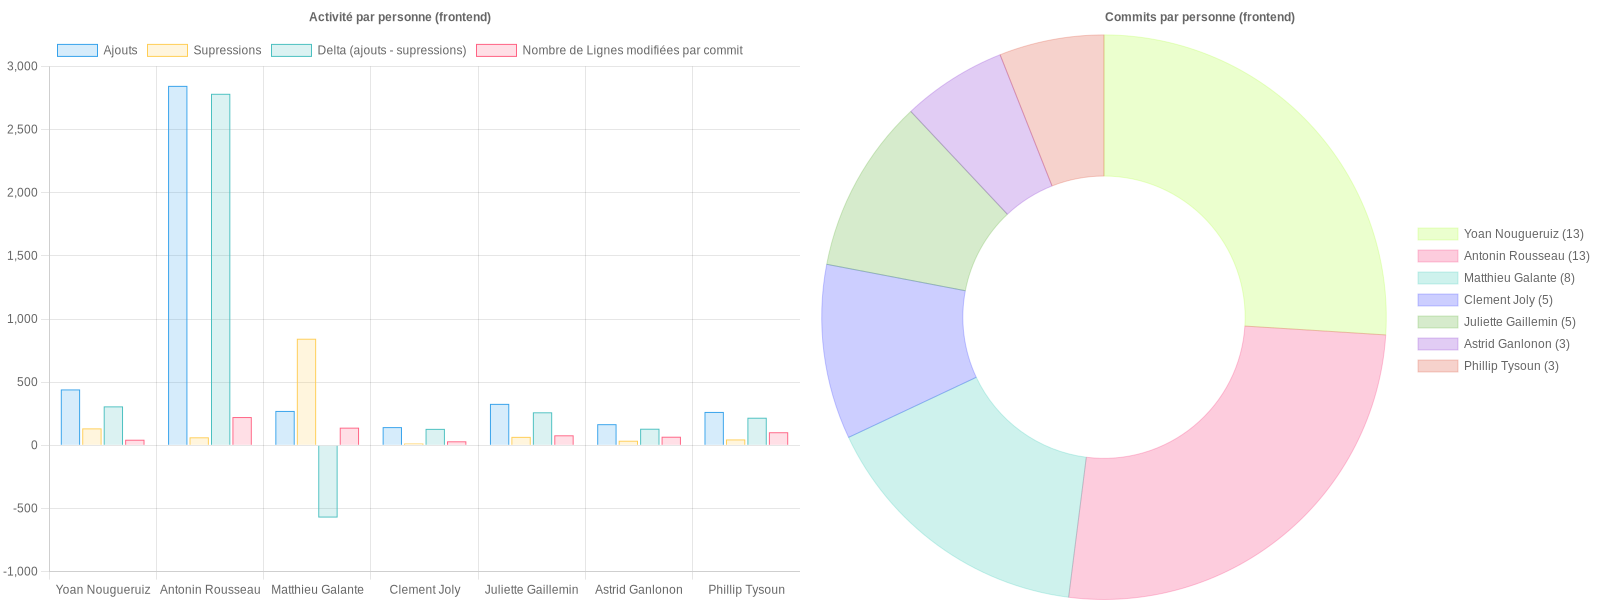 Activité par personne (frontend)
Ajouts
Supressions
Delta (ajouts - supressions)
Nombre de Lignes modifiées par commit
3,000
2,500
2,000
1,500
1,000
500
0
-500
-1,000
Yoan Nougueruiz
Antonin Rousseau
Matthieu Galante
Clement Joly
Juliette Gaillemin
Astrid Ganlonon
Phillip Tysoun
Commits par personne (frontend)
Yoan Nougueruiz (13)
Antonin Rousseau (13)
Matthieu Galante (8)
Clement Joly (5)
Juliette Gaillemin (5)
Astrid Ganlonon (3)
Phillip Tysoun (3)